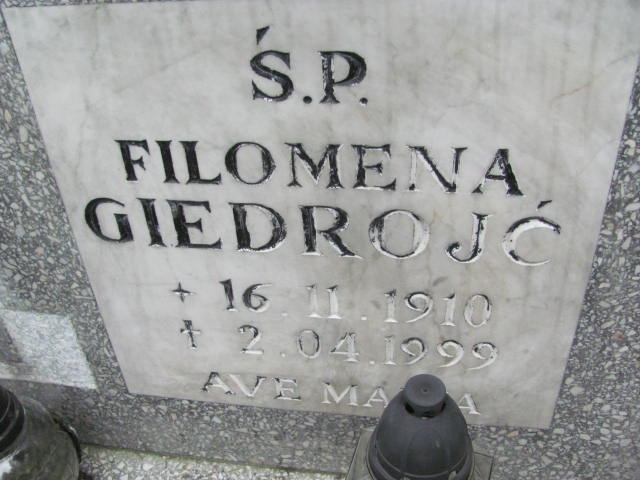 Ś.P.
FILOMENA
GIEDROJĆ
+ 16.11.1910
† 2.04.1999
AVE